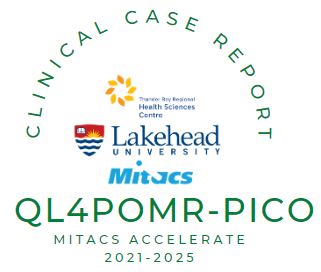 CLINICAL CASE REPORT
Thunder Bay Regional
Health Sciences
Centre
Lakehead
UNIVERSITY
Mitacs
QL4POMR-PICO
MITACS ACCELERATE
2021-2025